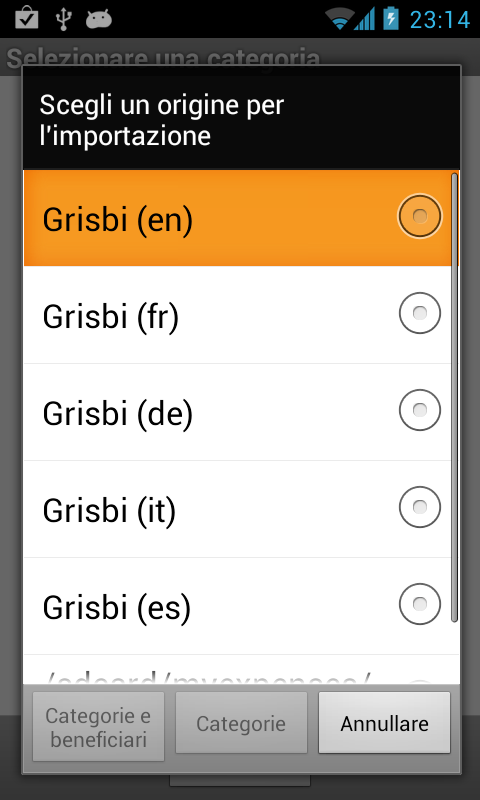 23:14
Selezionare una categoria
Scegli un origine per
l'importazione
Grisbi (en)
Grisbi (fr)
Grisbi (de)
Grisbi (it)
Grisbi (es)
/sdcard/myexpenses/
Categorie e
beneficiari
Categorie
Annullare